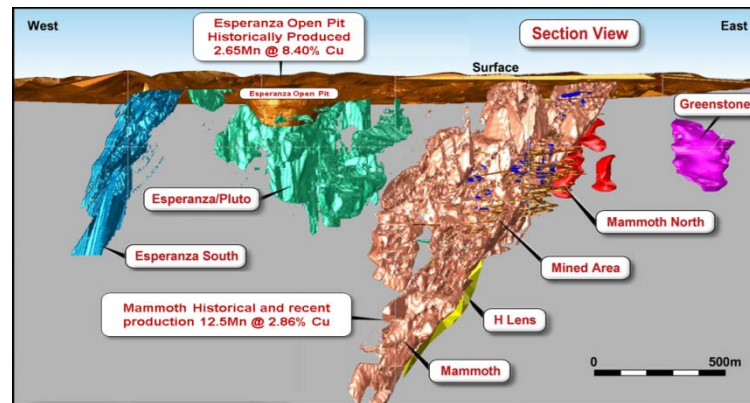 West
Esperanza Open Pit
Historically Produced
2.65Mn @ 8.40% Cu
Section View
East
Surface
Esperanza Open Pit
Greenstone
Esperanza/Pluto
Mammoth North
Esperanza South
Mined Area
Mammoth Historical and recent
production 12.5Mn @ 2.86% Cu
H Lens
Mammoth
0
500m